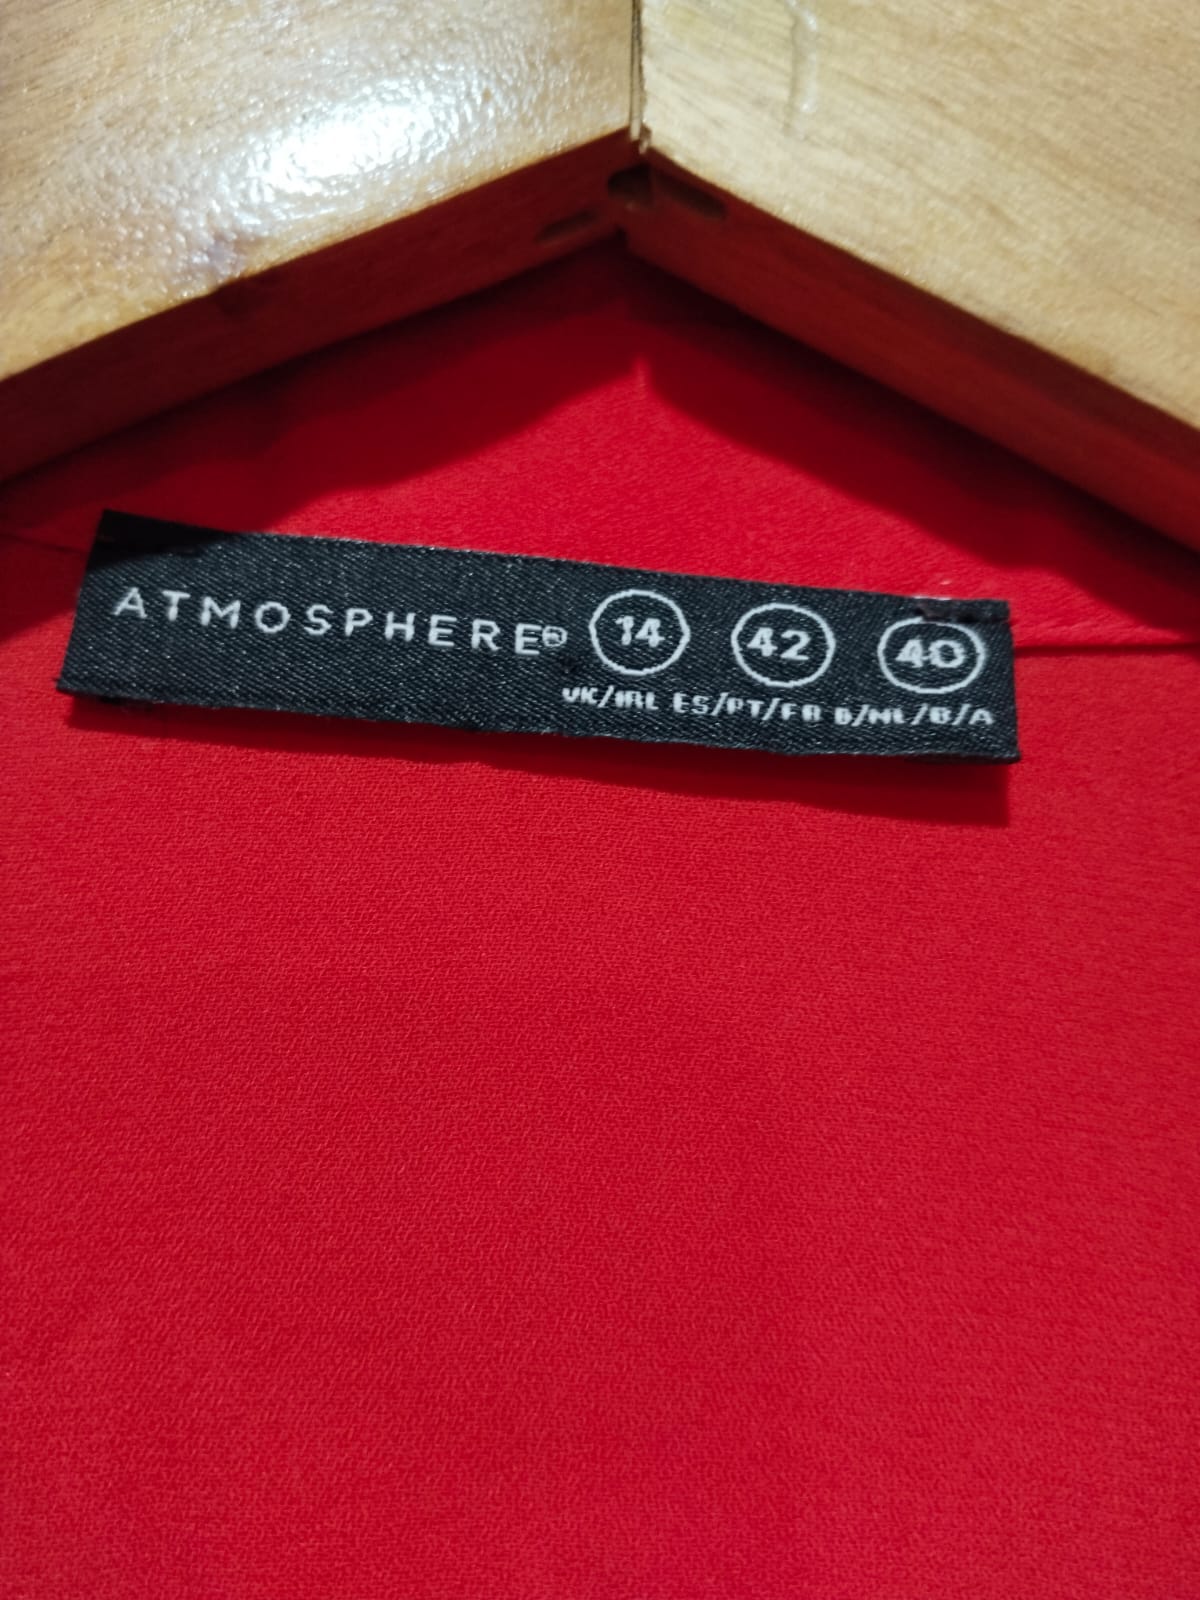 ATMOSPHERE® 14 42 40
UK/IRL ES/PT/FR D/NL/B/A